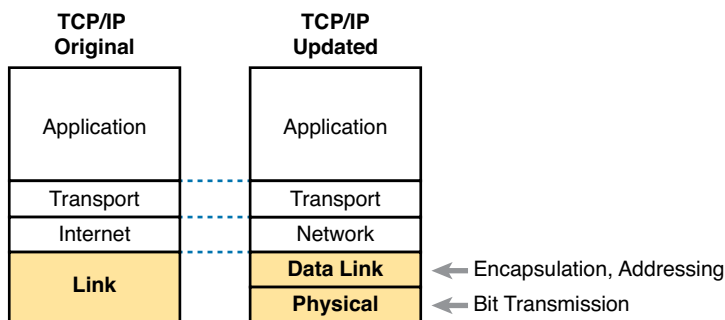 TCP/IP
Original
TCP/IP
Updated
Application
Application
Transport
Transport
Internet
Network
Link
Data Link
Encapsulation, Addressing
Physical
Bit Transmission